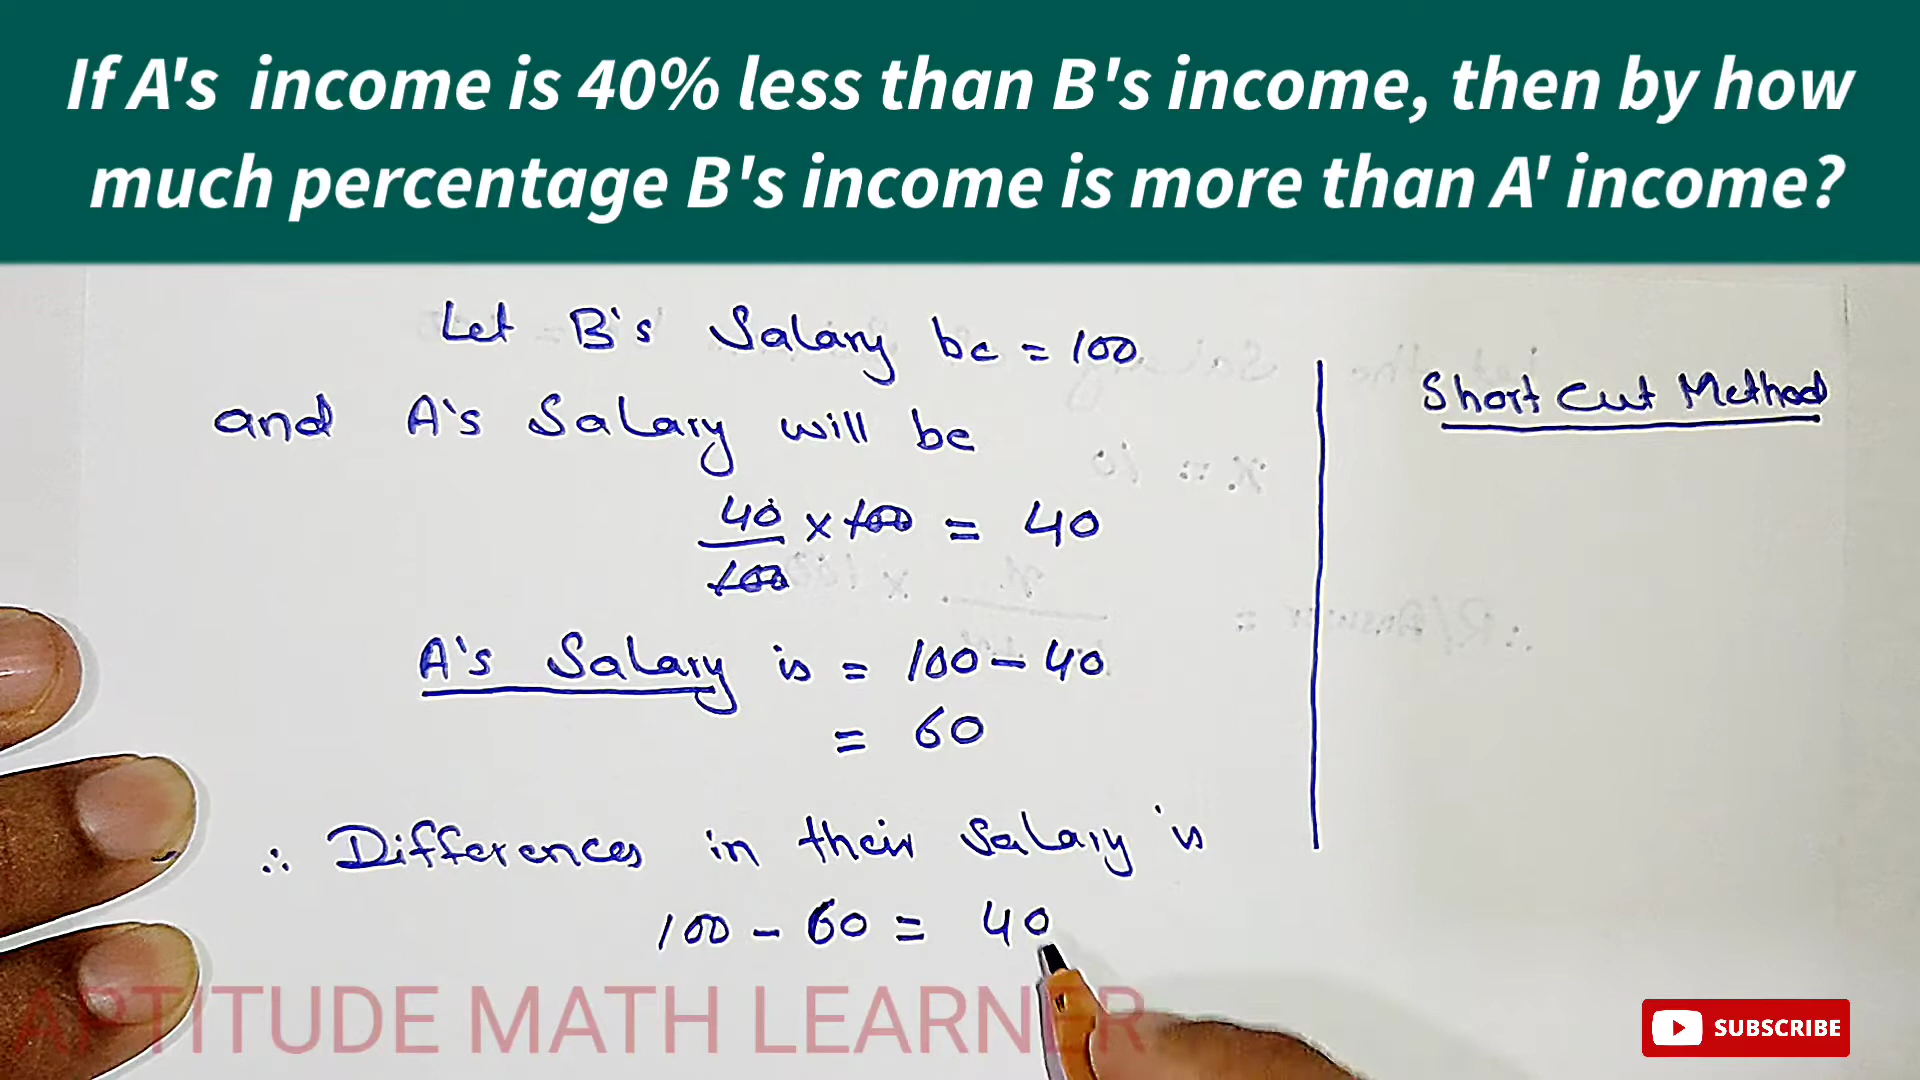 If A's income is 40% less than B's income, then by how
much percentage B's income is more than A' income?
Let B's Salary be = 100
and A's Salary will be
40/100 × 100 = 40
A's Salary is = 100 - 40
= 60
∴ Differences in their Salary is
100 - 60 = 40
Short Cut Method
APTITUDE MATH LEARNER
SUBSCRIBE